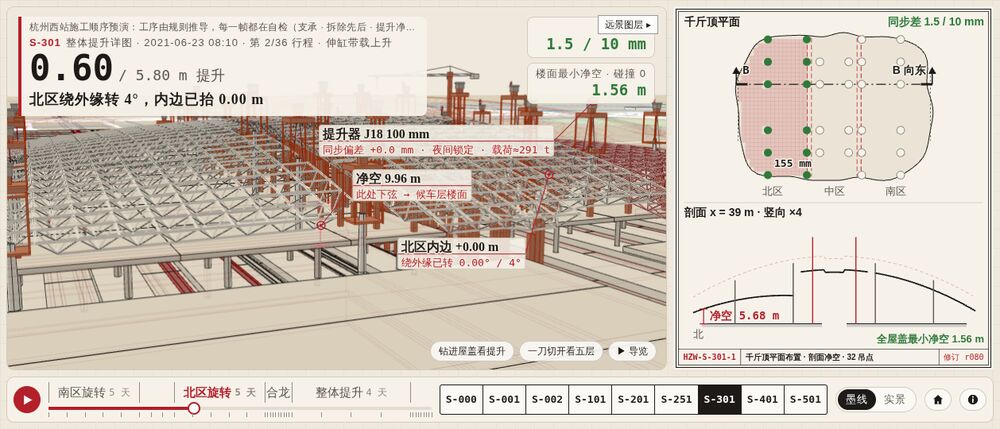 杭州西站施工顺序预演：工序由规则推导，每一帧都在自检（支承 · 拆除先后 · 提升净…
S-301 整体提升详图 · 2021-06-23 08:10 · 第 2/36 行程 · 伸缸带载上升
0.60 / 5.80 m 提升
北区绕外缘转 4°，内边已抬 0.00 m
远景图层 ▸
1.5 / 10 mm
楼面最小净空 · 碰撞 0
1.56 m
提升器 J18 100 mm
同步偏差 +0.0 mm · 夜间锁定 · 载荷≈291 t
净空 9.96 m
此处下弦 → 候车层楼面
北区内边 +0.00 m
绕外缘已转 0.00° / 4°
钻进屋盖看提升
一刀切开看五层
▶ 导览
千斤顶平面
同步差 1.5 / 10 mm
B
B 向东
155 mm
北区
中区
南区
剖面 x = 39 m · 竖向 ×4
净空 5.68 m
北
全屋盖最小净空 1.56 m
HZW-S-301-1
千斤顶平面布置 · 剖面净空 · 32 吊点
修订 r080
南区旋转 5 天
北区旋转 5 天
合龙
整体提升 4 天
S-000
S-001
S-002
S-101
S-201
S-251
S-301
S-401
S-501
墨线
实景